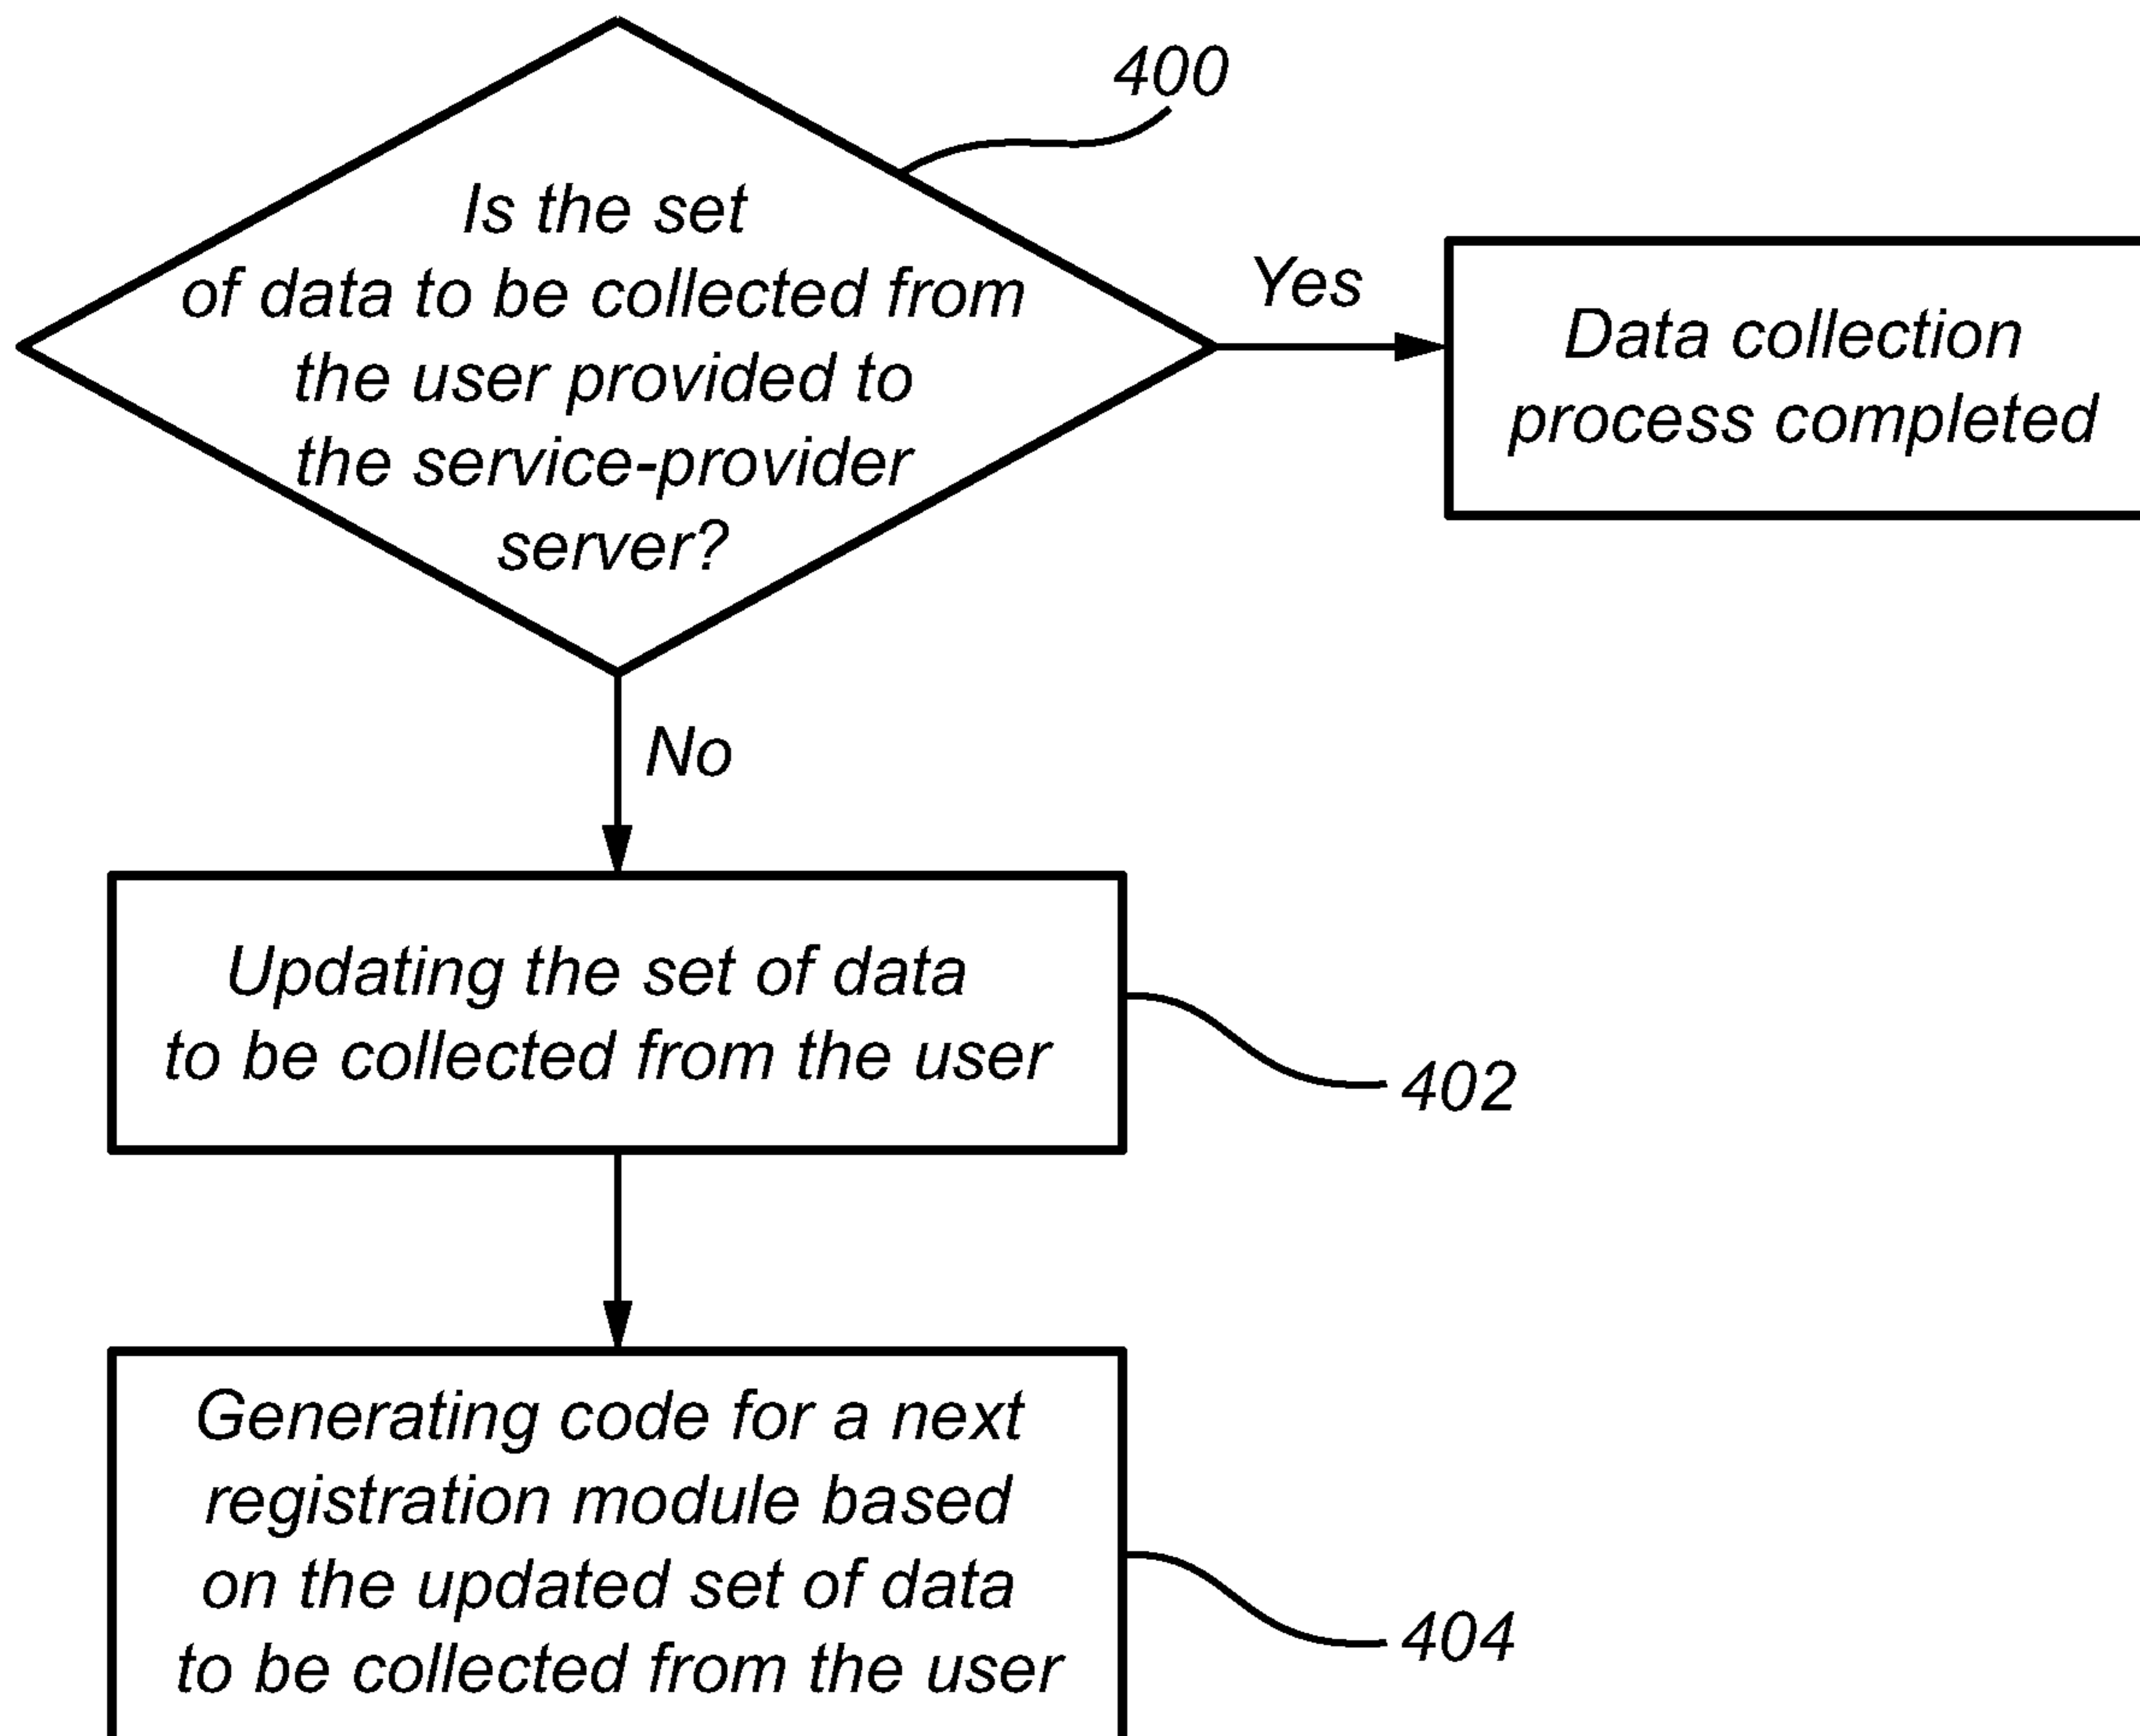 400
Is the set
of data to be collected from
the user provided to
the service-provider
server?
Yes
Data collection
process completed
No
Updating the set of data
to be collected from the user
402
Generating code for a next
registration module based
on the updated set of data
to be collected from the user
404